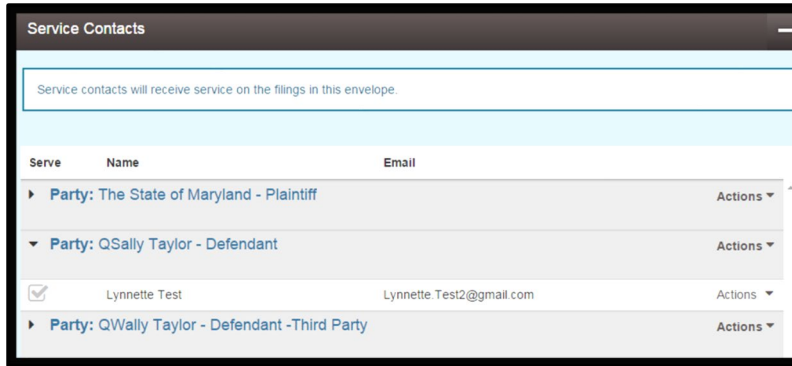 Service Contacts
Service contacts will receive service on the filings in this envelope.
Serve Name Email
Party: The State of Maryland - Plaintiff Actions
Party: QSally Taylor - Defendant Actions
Lynnette Test Lynnette.Test2@gmail.com Actions
Party: QWally Taylor - Defendant -Third Party Actions